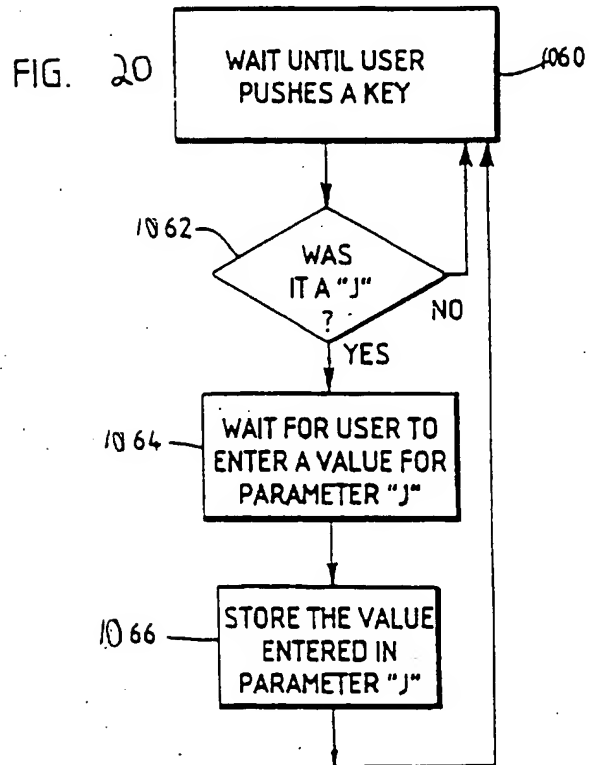 FIG. 20
WAIT UNTIL USER
PUSHES A KEY
1060
1062
WAS
IT A "J"
?
NO
YES
1064
WAIT FOR USER TO
ENTER A VALUE FOR
PARAMETER "J"
1066
STORE THE VALUE
ENTERED IN
PARAMETER "J"